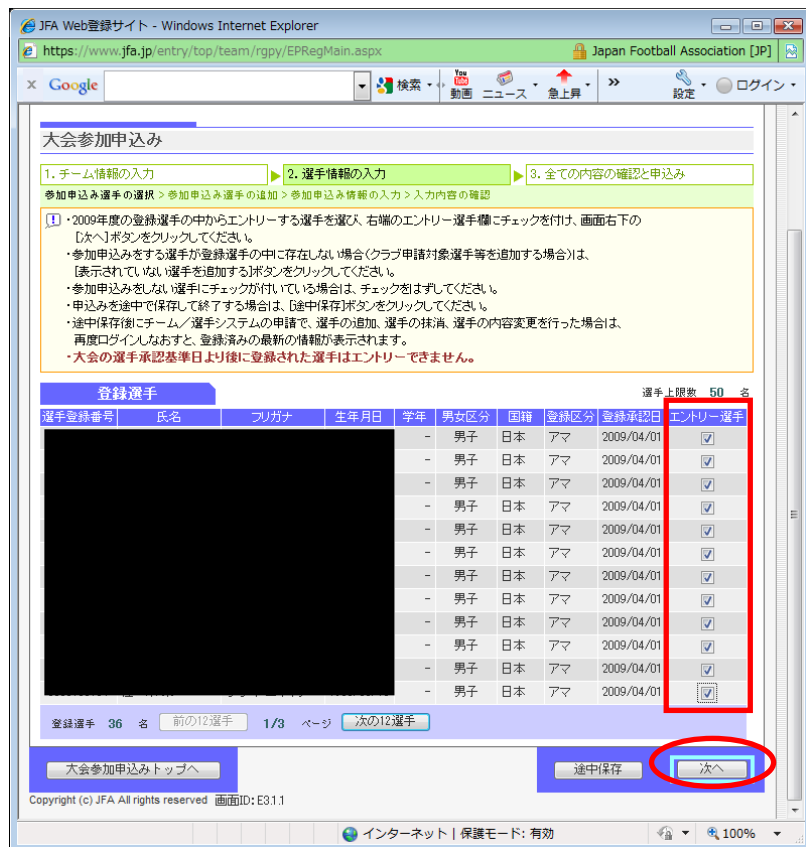 JFA Web登録サイト - Windows Internet Explorer
https://www.jfa.jp/entry/top/team/rgpy/EPRegMain.aspx Japan Football Association [JP]
x Google 検索 You Tube 動画 ニュース 急上昇 » 設定 ログイン
大会参加申込み
1. チーム情報の入力 2. 選手情報の入力 3. 全ての内容の確認と申込み
参加申込み選手の選択 > 参加申込み選手の追加 > 参加申込み情報の入力 > 入力内容の確認
・2009年度の登録選手の中からエントリーする選手を選び、右端のエントリー選手欄にチェックを付け、画面右下の
[次へ]ボタンをクリックしてください。
・参加申込みをする選手が登録選手の中に存在しない場合(クラブ申請対象選手等を追加する場合)は、
[表示されていない選手を追加する]ボタンをクリックしてください。
・参加申込みをしない選手にチェックが付いている場合は、チェックをはずしてください。
・申込みを途中で保存して終了する場合は、[途中保存]ボタンをクリックしてください。
・途中保存後にチーム／選手システムの申請で、選手の追加、選手の抹消、選手の内容変更を行った場合は、
再度ログインしなおすと、登録済みの最新の情報が表示されます。
・大会の選手承認基準日より後に登録された選手はエントリーできません。
登録選手 選手上限数 50 名
選手登録番号 氏名 フリガナ 生年月日 学年 男女区分 国籍 登録区分 登録承認日 エントリー選手
- 男子 日本 アマ 2009/04/01
- 男子 日本 アマ 2009/04/01
- 男子 日本 アマ 2009/04/01
- 男子 日本 アマ 2009/04/01
- 男子 日本 アマ 2009/04/01
- 男子 日本 アマ 2009/04/01
- 男子 日本 アマ 2009/04/01
- 男子 日本 アマ 2009/04/01
- 男子 日本 アマ 2009/04/01
- 男子 日本 アマ 2009/04/01
- 男子 日本 アマ 2009/04/01
- 男子 日本 アマ 2009/04/01
登録選手 36 名 前の12選手 1/3 ページ 次の12選手
大会参加申込みトップへ 途中保存 次へ
Copyright (c) JFA All rights reserved 画面ID: E3.1.1
インターネット | 保護モード: 有効 100%